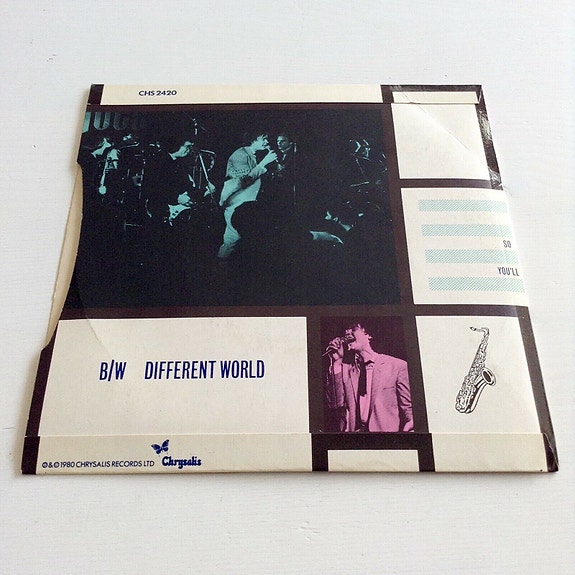 CHS 2420
SO
YOU'LL
B/W DIFFERENT WORLD
℗&©1980 CHRYSALIS RECORDS LTD Chrysalis